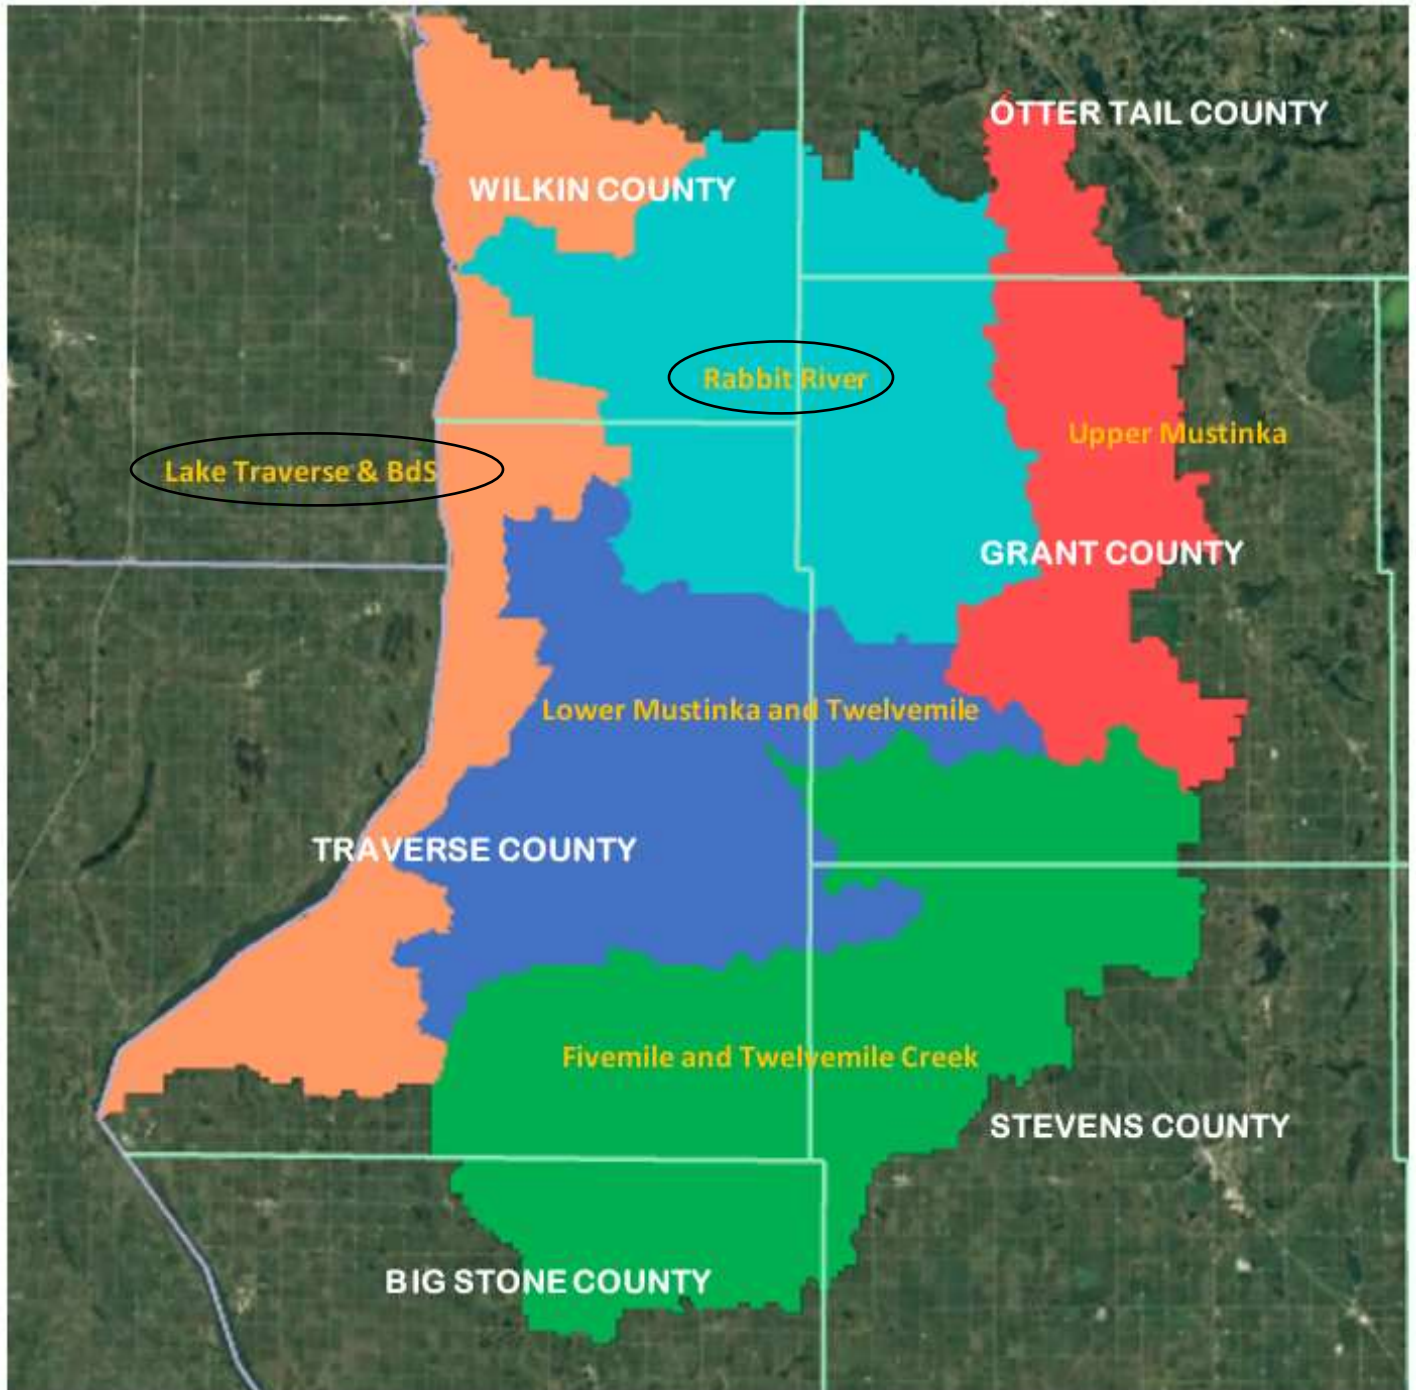 OTTER TAIL COUNTY
WILKIN COUNTY
Rabbit River
Upper Mustinka
Lake Traverse & BdS
GRANT COUNTY
Lower Mustinka and Twelvemile
TRAVERSE COUNTY
Fivemile and Twelvemile Creek
STEVENS COUNTY
BIG STONE COUNTY